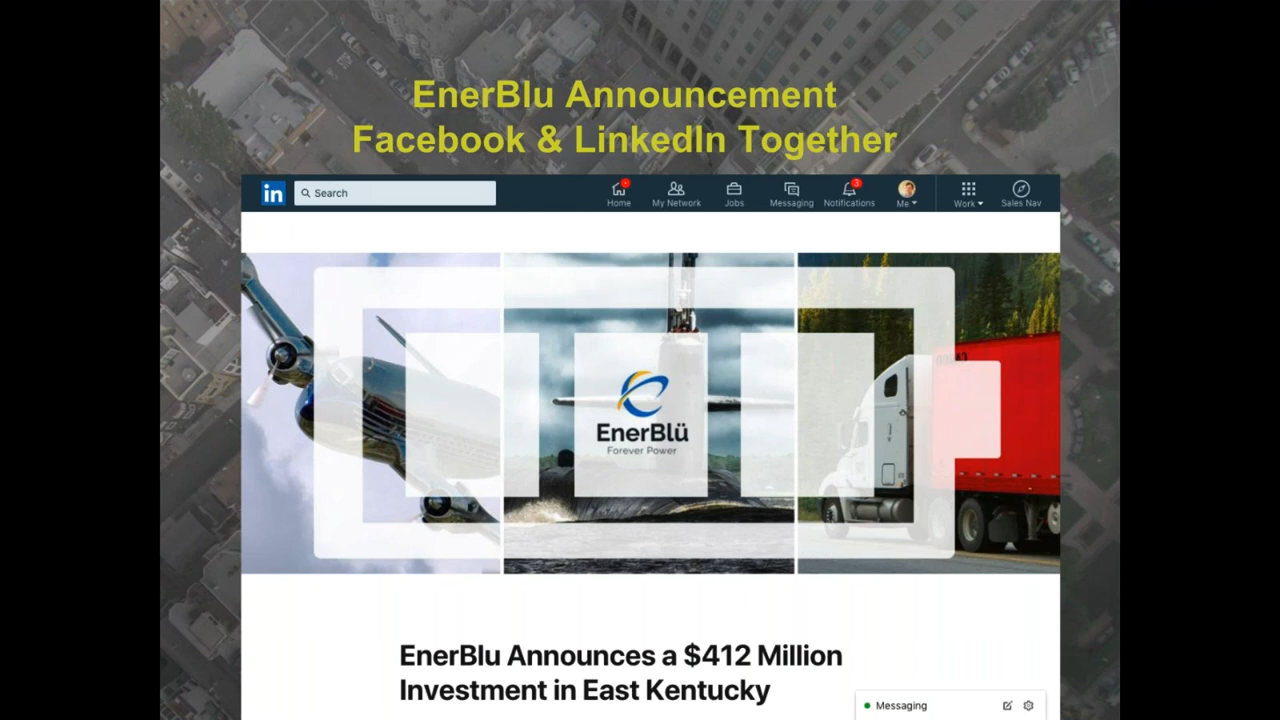 EnerBlu Announcement
Facebook & LinkedIn Together
in
Search
Home
My Network
Jobs
Messaging
3
Notifications
Me
Work
Sales Nav
EnerBlü
Forever Power
EnerBlu Announces a $412 Million
Investment in East Kentucky
Messaging